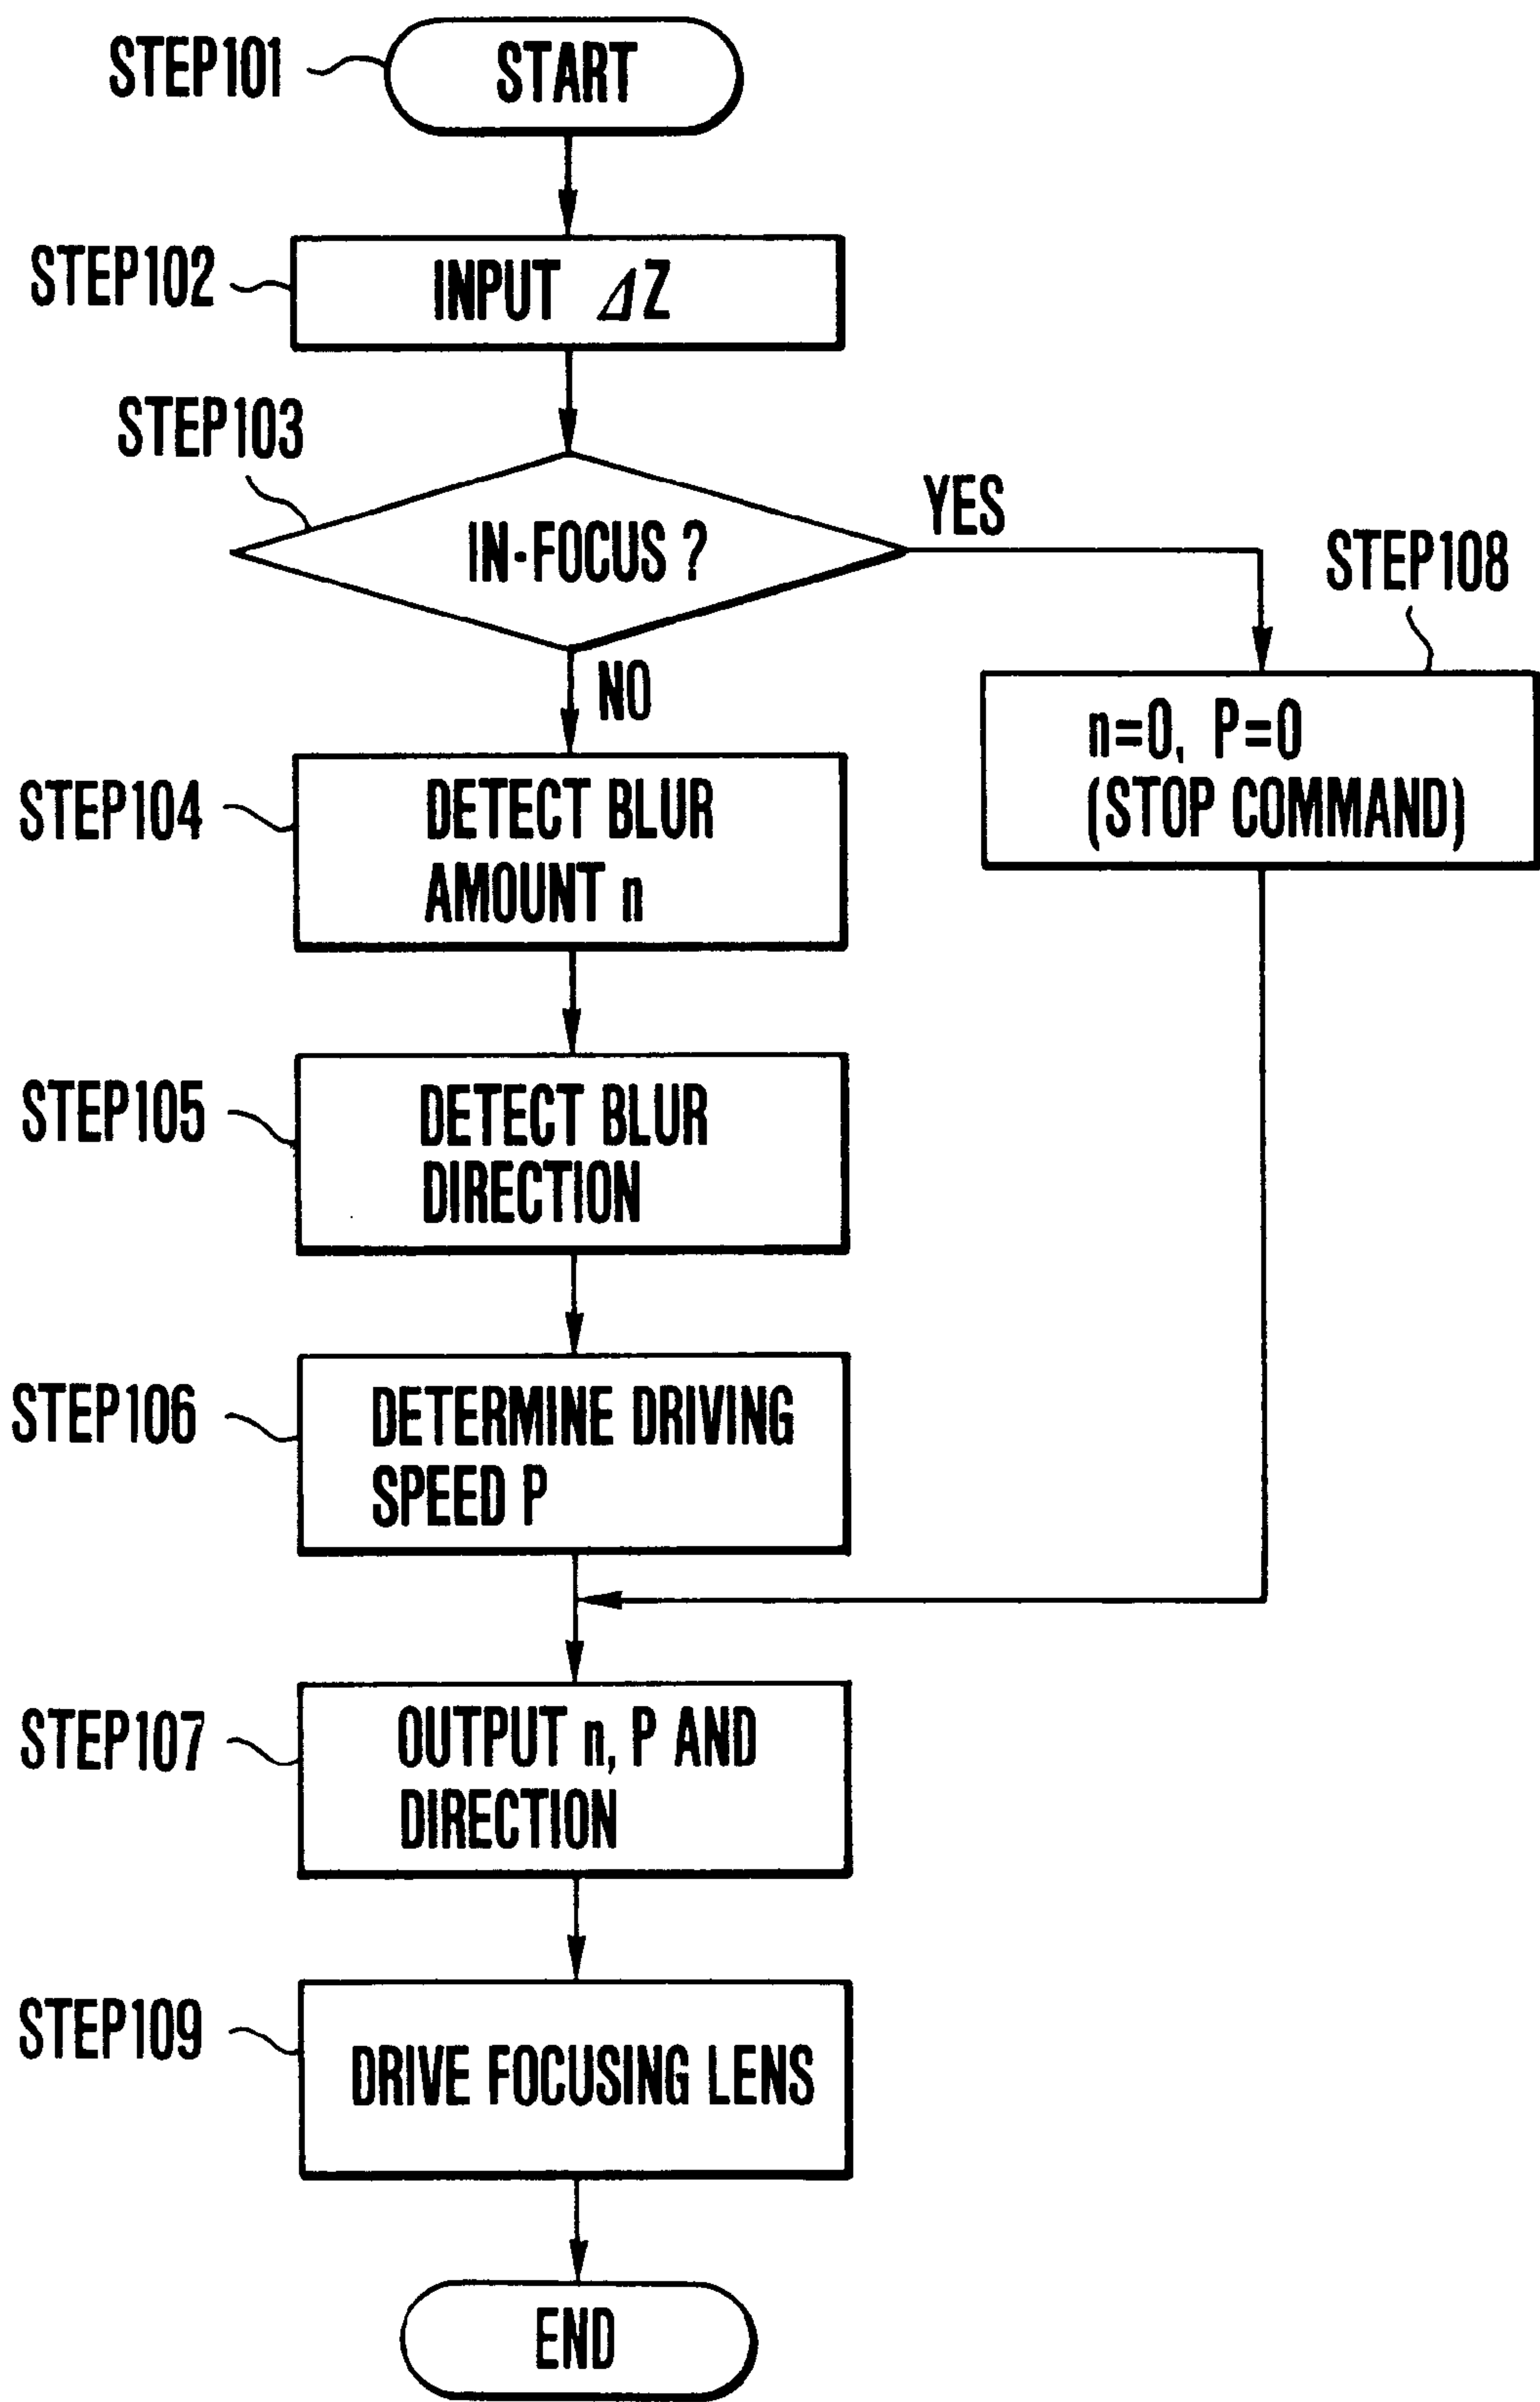 STEP101
START
STEP102
INPUT ΔZ
STEP103
IN-FOCUS ?
YES
NO
STEP108
n=0, P=0
(STOP COMMAND)
STEP104
DETECT BLUR
AMOUNT n
STEP105
DETECT BLUR
DIRECTION
STEP106
DETERMINE DRIVING
SPEED P
STEP107
OUTPUT n, P AND
DIRECTION
STEP109
DRIVE FOCUSING LENS
END